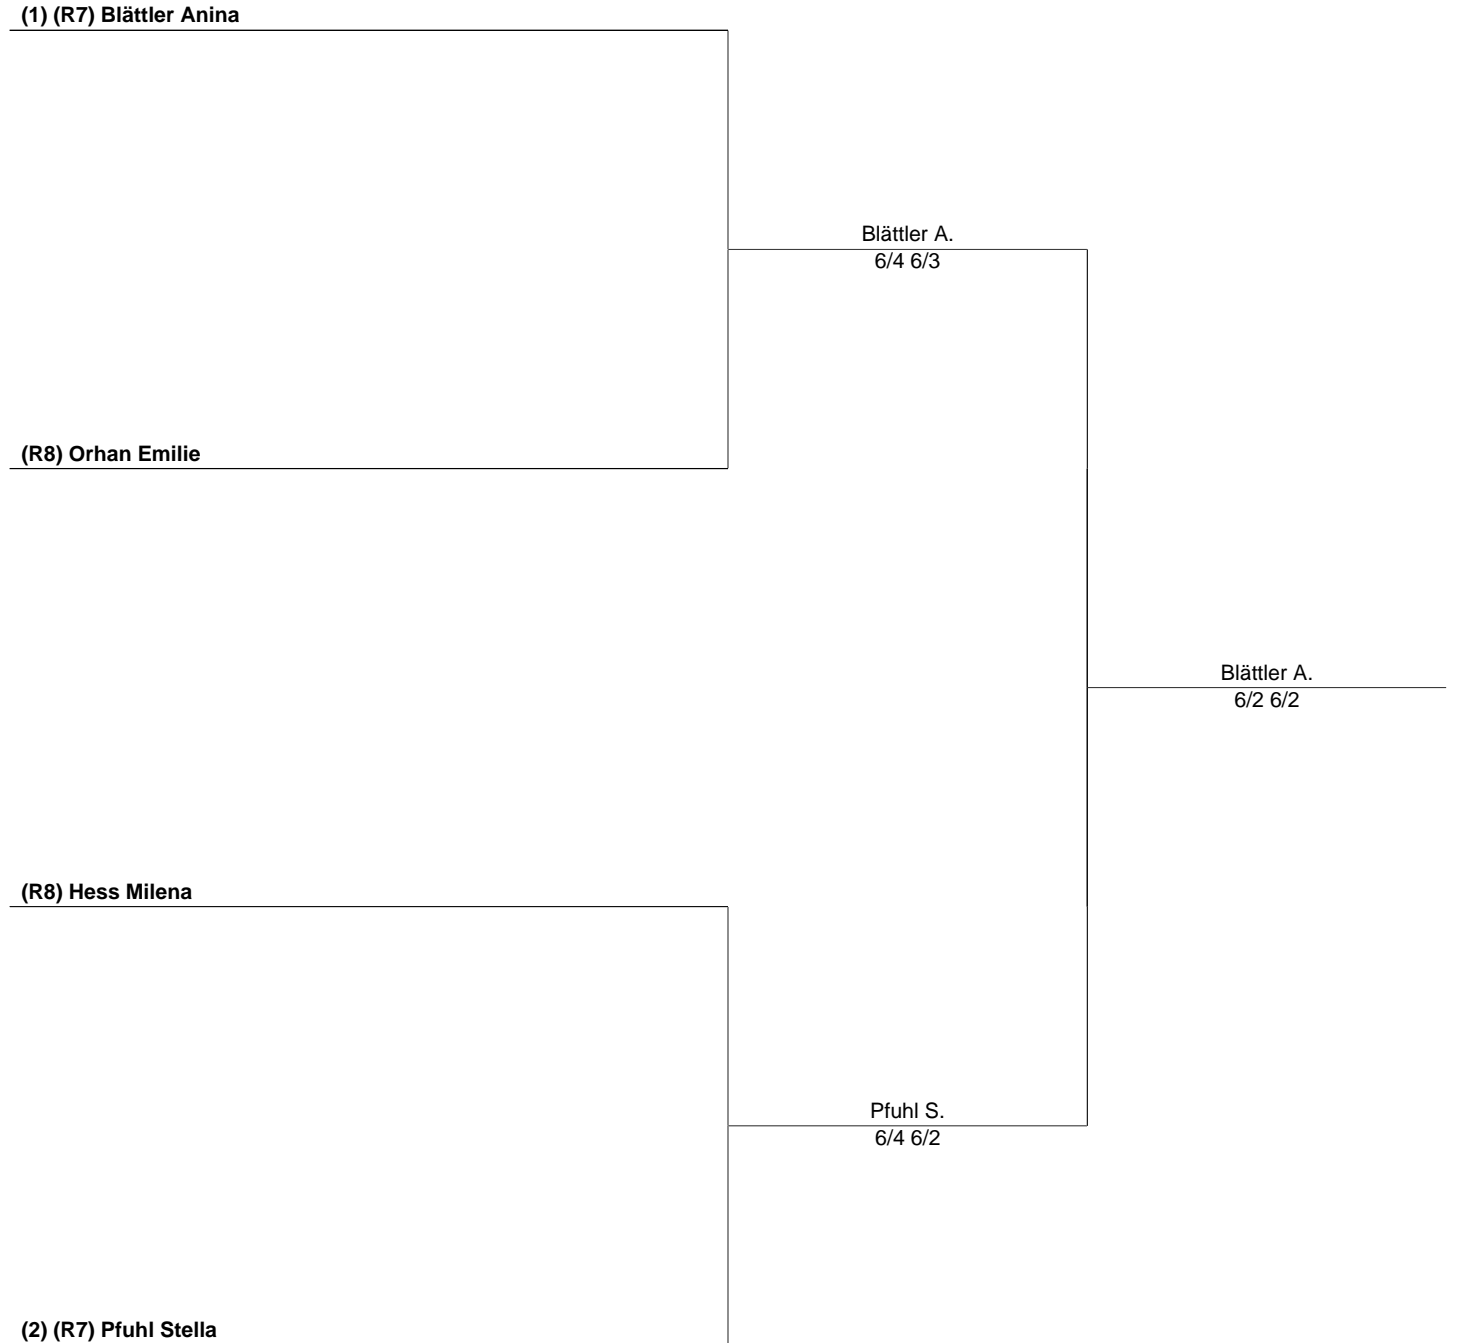 (1) (R7) Blättler Anina
Blättler A.
6/4 6/3
(R8) Orhan Emilie
Blättler A.
6/2 6/2
(R8) Hess Milena
Pfuhl S.
6/4 6/2
(2) (R7) Pfuhl Stella